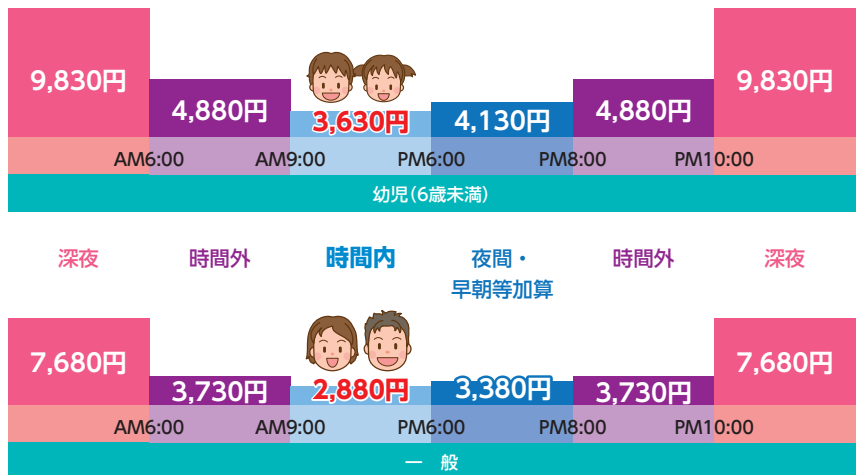 9,830円
4,880円
3,630円
4,130円
4,880円
9,830円
AM6:00 AM9:00 PM6:00 PM8:00 PM10:00
幼児(6歳未満)
深夜 時間外 時間内 夜間・ 時間外 深夜
早朝等加算
7,680円
3,730円
2,880円
3,380円
3,730円
7,680円
AM6:00 AM9:00 PM6:00 PM8:00 PM10:00
一 般